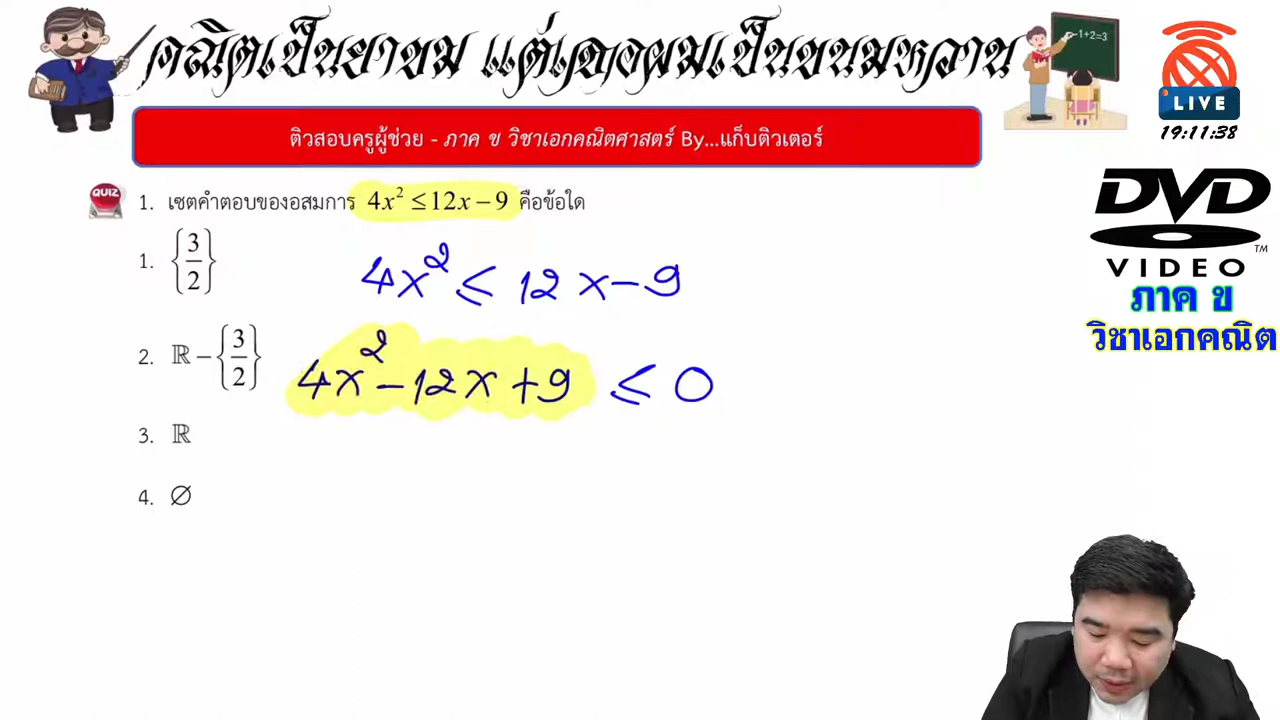 คณิตเป็นยาขม แต่เธอผมเป็นขนมหวาน
1+2=3
LIVE
19:11:38
ติวสอบครูผู้ช่วย - ภาค ข วิชาเอกคณิตศาสตร์ By...แก็บติวเตอร์
DVD
TM
VIDEO
ภาค ข
วิชาเอกคณิต
QUIZ
1. เซตคำตอบของอสมการ 4x² ≤ 12x − 9 คือข้อใด
1. {3/2}
4x² ≤ 12x − 9
2. ℝ − {3/2}
4x² − 12x + 9 ≤ 0
3. ℝ
4. ∅